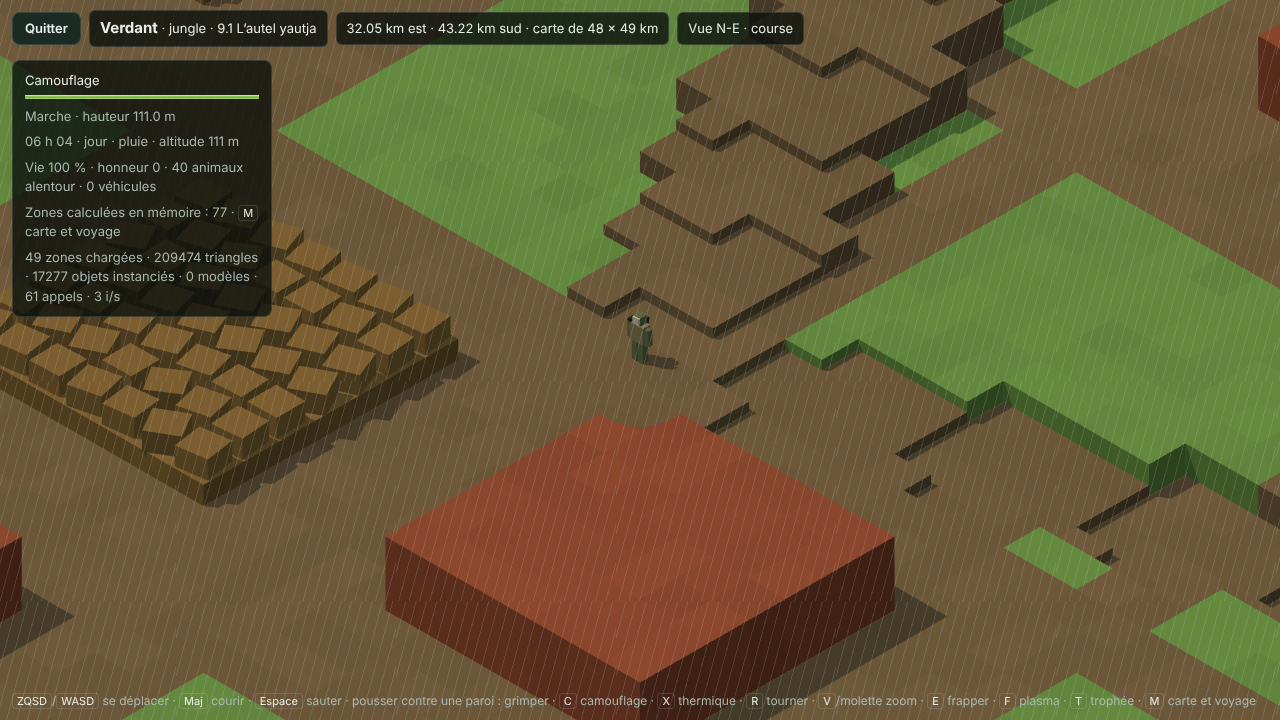 Quitter
Verdant · jungle · 9.1 L'autel yautja
32.05 km est · 43.22 km sud · carte de 48 × 49 km
Vue N-E · course
Camouflage
Marche · hauteur 111.0 m
06 h 04 · jour · pluie · altitude 111 m
Vie 100 % · honneur 0 · 40 animaux
alentour · 0 véhicules
Zones calculées en mémoire : 77 · M
carte et voyage
49 zones chargées · 209474 triangles
· 17277 objets instanciés · 0 modèles ·
61 appels · 3 i/s
ZQSD / WASD se déplacer · Maj courir · Espace sauter · pousser contre une paroi : grimper · C camouflage · X thermique · R tourner · V /molette zoom · E frapper · F plasma · T trophée · M carte et voyage